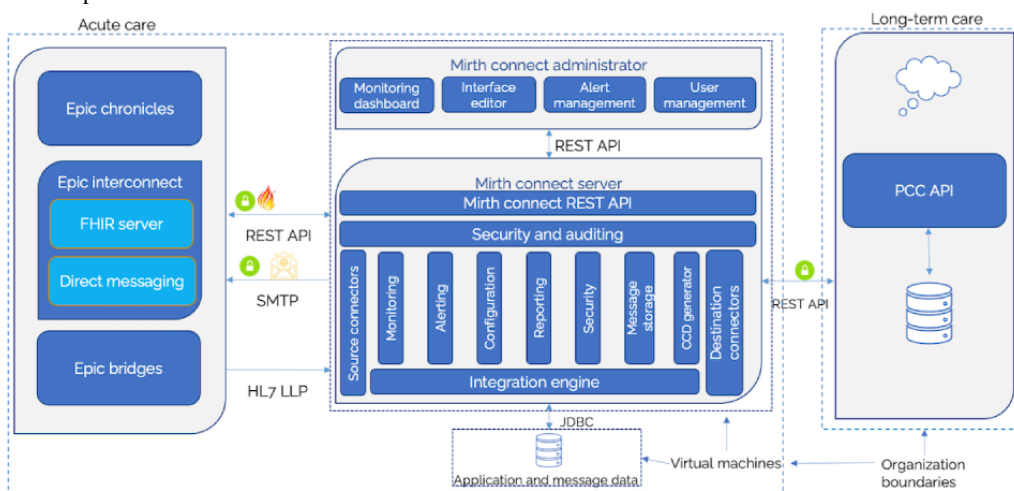 Acute care
Long-term care
Epic chronicles
Epic interconnect
FHIR server
Direct messaging
Epic bridges
REST API
SMTP
HL7 LLP
Mirth connect administrator
Monitoring
dashboard
Interface
editor
Alert
management
User
management
REST API
Mirth connect server
Mirth connect REST API
Security and auditing
Source connectors
Monitoring
Alerting
Configuration
Reporting
Security
Message
storage
CCD generator
Destination
connectors
Integration engine
JDBC
Application and message data
REST API
PCC API
Virtual machines
Organization
boundaries